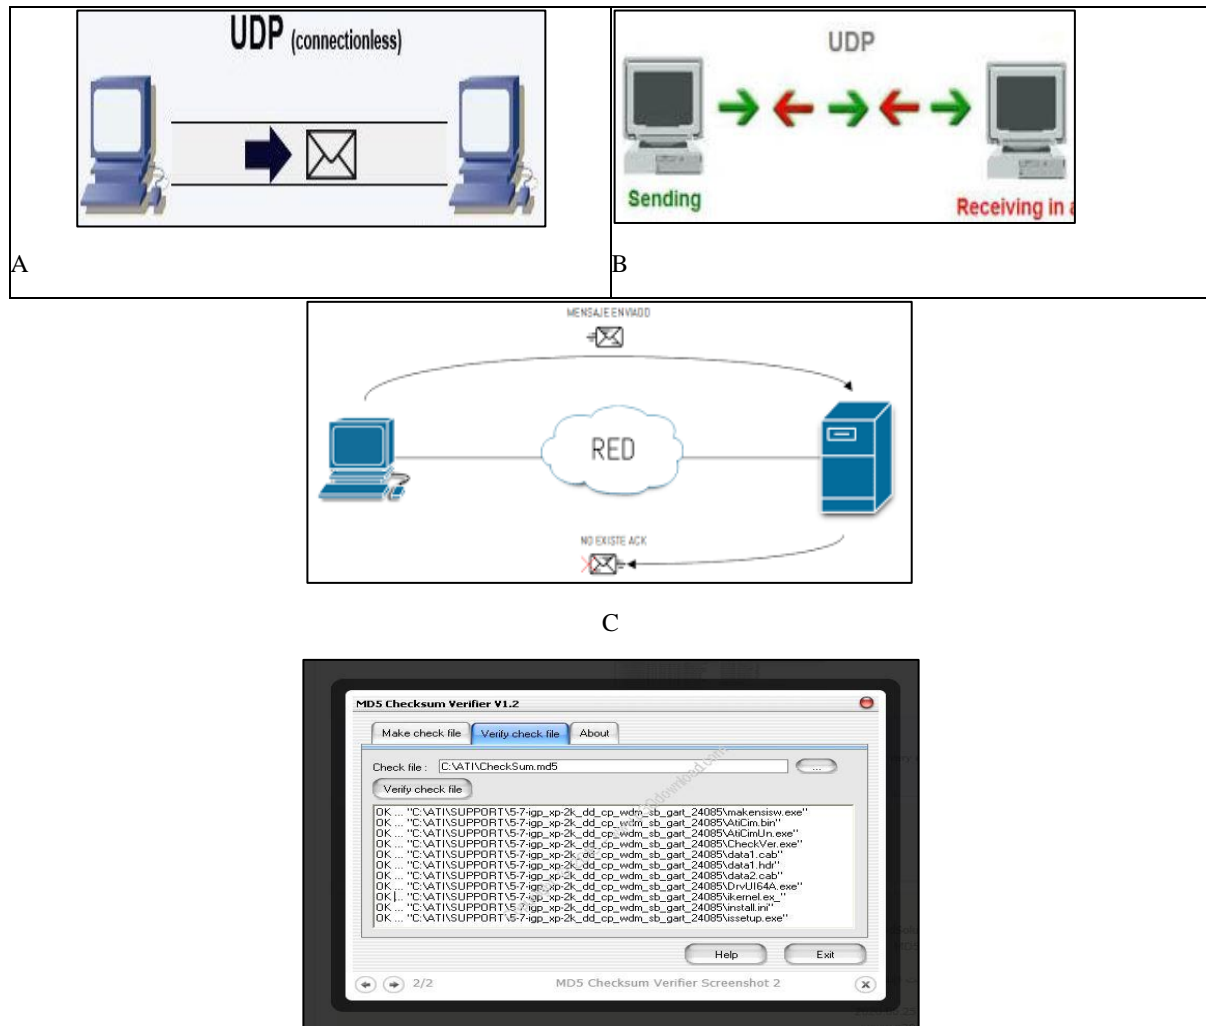 UDP (connectionless)
A
UDP
Sending
Receiving in a
B
MENSAJE ENVIADO
RED
NO EXISTE ACK
C
MD5 Checksum Verifier V1.2
Make check file Verify check file About
Check file : C:\ATI\CheckSum.md5 ...
Verify check file
OK ... "C:\ATI\SUPPORT\5-7-igp_xp-2k_dd_cp_wdm_sb_gart_24085\makensisw.exe"
OK ... "C:\ATI\SUPPORT\5-7-igp_xp-2k_dd_cp_wdm_sb_gart_24085\AtiCim.bin"
OK ... "C:\ATI\SUPPORT\5-7-igp_xp-2k_dd_cp_wdm_sb_gart_24085\AtiCimUn.exe"
OK ... "C:\ATI\SUPPORT\5-7-igp_xp-2k_dd_cp_wdm_sb_gart_24085\CheckVer.exe"
OK ... "C:\ATI\SUPPORT\5-7-igp_xp-2k_dd_cp_wdm_sb_gart_24085\data1.cab"
OK ... "C:\ATI\SUPPORT\5-7-igp_xp-2k_dd_cp_wdm_sb_gart_24085\data1.hdr"
OK ... "C:\ATI\SUPPORT\5-7-igp_xp-2k_dd_cp_wdm_sb_gart_24085\data2.cab"
OK ... "C:\ATI\SUPPORT\5-7-igp_xp-2k_dd_cp_wdm_sb_gart_24085\DrvUI64A.exe"
OK ... "C:\ATI\SUPPORT\5-7-igp_xp-2k_dd_cp_wdm_sb_gart_24085\ikernel.ex_"
OK ... "C:\ATI\SUPPORT\5-7-igp_xp-2k_dd_cp_wdm_sb_gart_24085\install.ini"
OK ... "C:\ATI\SUPPORT\5-7-igp_xp-2k_dd_cp_wdm_sb_gart_24085\issetup.exe"
Help Exit
2/2 MD5 Checksum Verifier Screenshot 2